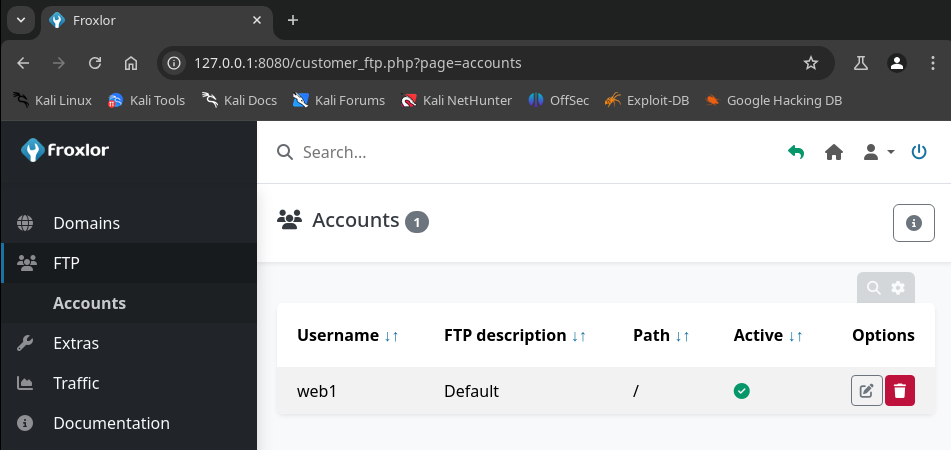 Froxlor
127.0.0.1:8080/customer_ftp.php?page=accounts
Kali Linux Kali Tools Kali Docs Kali Forums Kali NetHunter OffSec Exploit-DB Google Hacking DB
froxlor
Search...
Domains
Accounts 1
FTP
Accounts
Username FTP description Path Active Options
Extras
Traffic
web1 Default /
Documentation